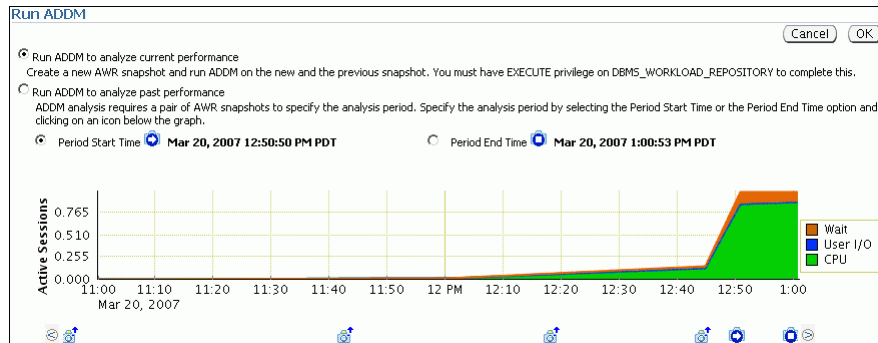 Run ADDM
Cancel OK
Run ADDM to analyze current performance
Create a new AWR snapshot and run ADDM on the new and the previous snapshot. You must have EXECUTE privilege on DBMS_WORKLOAD_REPOSITORY to complete this.
Run ADDM to analyze past performance
ADDM analysis requires a pair of AWR snapshots to specify the analysis period. Specify the analysis period by selecting the Period Start Time or the Period End Time option and
clicking on an icon below the graph.
Period Start Time Mar 20, 2007 12:50:50 PM PDT Period End Time Mar 20, 2007 1:00:53 PM PDT
Active Sessions
0.765
0.510
0.255
0.000
Wait
User I/O
CPU
11:00 11:10 11:20 11:30 11:40 11:50 12 PM 12:10 12:20 12:30 12:40 12:50 1:00
Mar 20, 2007